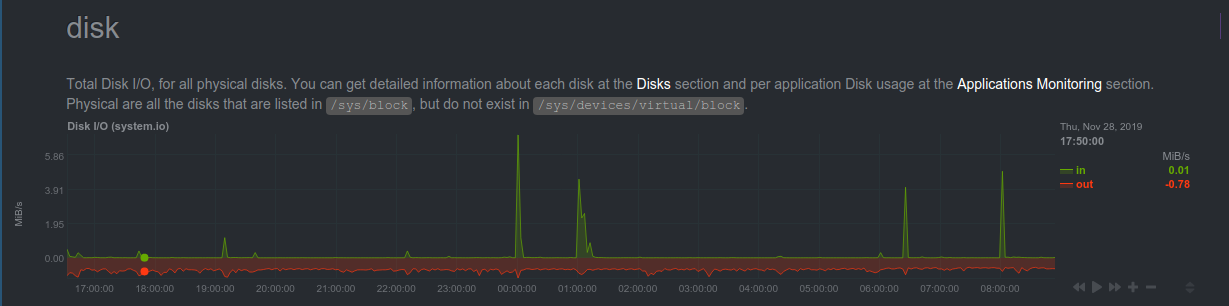 disk
Total Disk I/O, for all physical disks. You can get detailed information about each disk at the Disks section and per application Disk usage at the Applications Monitoring section.
Physical are all the disks that are listed in /sys/block, but do not exist in /sys/devices/virtual/block.
Disk I/O (system.io)
Thu, Nov 28, 2019
17:50:00
MiB/s
in 0.01
out -0.78
MiB/s
5.86
3.91
1.95
0.00
17:00:00 18:00:00 19:00:00 20:00:00 21:00:00 22:00:00 23:00:00 00:00:00 01:00:00 02:00:00 03:00:00 04:00:00 05:00:00 06:00:00 07:00:00 08:00:00